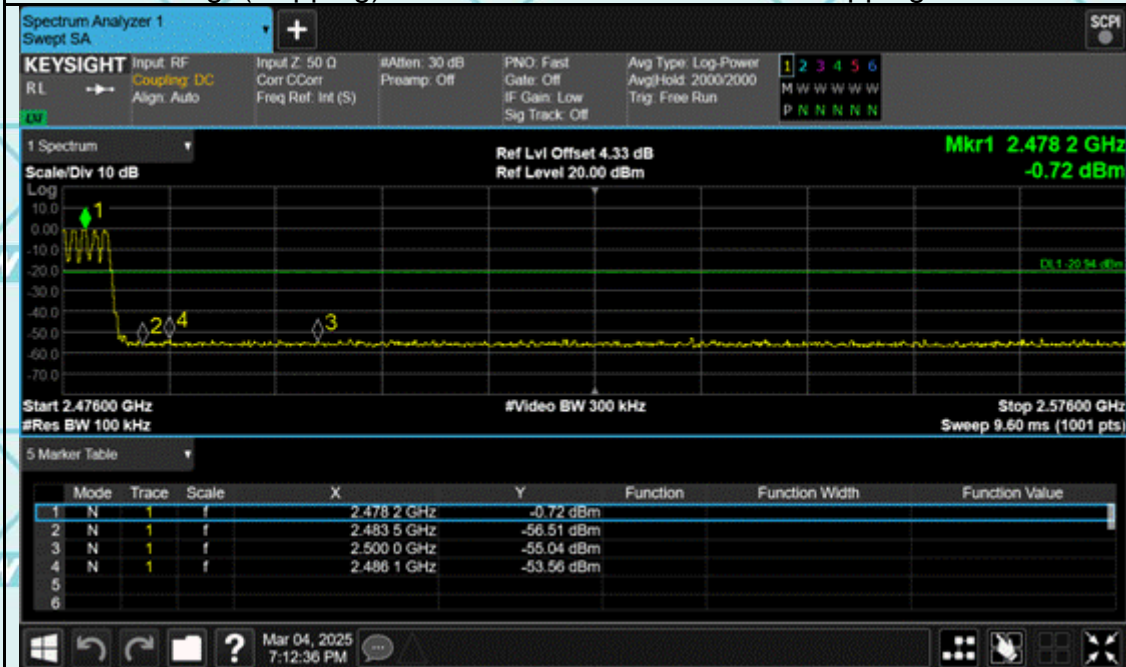 Spectrum Analyzer 1
Swept SA
+
SCPI
KEYSIGHT Input: RF Input Z: 50 Ω #Atten: 30 dB PNO: Fast Avg Type: Log-Power 1 2 3 4 5 6
RL Coupling: DC Corr CCorr Preamp: Off Gate: Off Avg|Hold: 2000/2000 M W W W W W
Align: Auto Freq Ref: Int (S) IF Gain: Low Trig: Free Run P N N N N N
Sig Track: Off
1 Spectrum Ref Lvl Offset 4.33 dB Mkr1 2.478 2 GHz
Scale/Div 10 dB Ref Level 20.00 dBm -0.72 dBm
Log
10.0 1
0.00
-10.0
-20.0 DL1 -20.94 dBm
-30.0
-40.0
-50.0 2 4 3
-60.0
-70.0
Start 2.47600 GHz #Video BW 300 kHz Stop 2.57600 GHz
#Res BW 100 kHz Sweep 9.60 ms (1001 pts)
5 Marker Table
Mode Trace Scale X Y Function Function Width Function Value
1 N 1 f 2.478 2 GHz -0.72 dBm
2 N 1 f 2.483 5 GHz -56.51 dBm
3 N 1 f 2.500 0 GHz -55.04 dBm
4 N 1 f 2.486 1 GHz -53.56 dBm
5
6
? Mar 04, 2025
7:12:36 PM